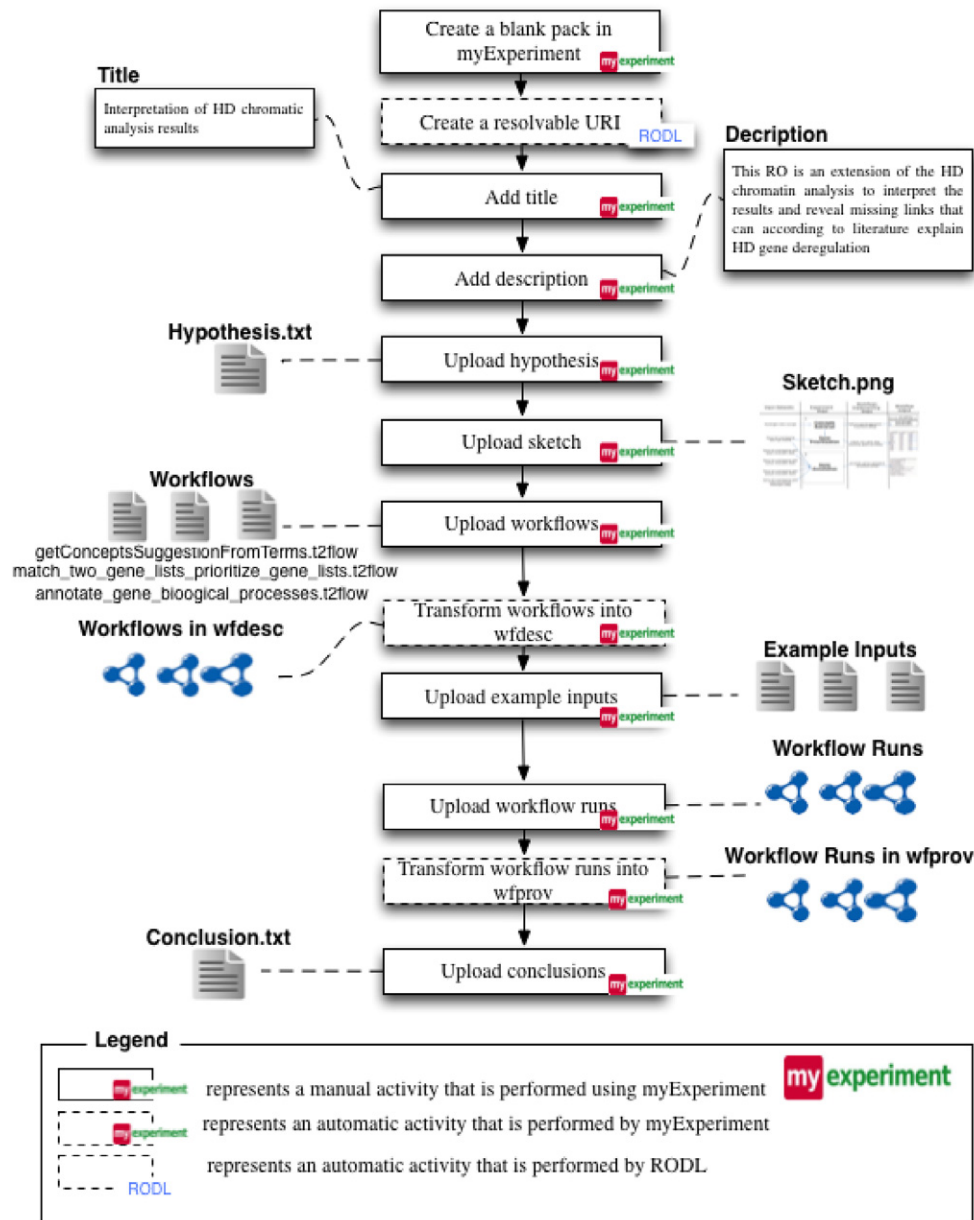 Create a blank pack in
myExperiment
my experiment
Title
Interpretation of HD chromatic
analysis results
Create a resolvable URI
RODL
Decription
This RO is an extension of the HD
chromatin analysis to interpret the
results and reveal missing links that
can according to literature explain
HD gene deregulation
Add title
my experiment
Add description
my experiment
Hypothesis.txt
Upload hypothesis
my experiment
Sketch.png
Upload sketch
my experiment
Workflows
Upload workflows
my experiment
getConceptsSuggestionFromTerms.t2flow
match_two_gene_lists_prioritize_gene_lists.t2flow
annotate_gene_bioogical_processes.t2flow
Transform workflows into
wfdesc
my experiment
Workflows in wfdesc
Example Inputs
Upload example inputs
my experiment
Workflow Runs
Upload workflow runs
my experiment
Transform workflow runs into
wfprov
my experiment
Workflow Runs in wfprov
Conclusion.txt
Upload conclusions
my experiment
Legend
my experiment
represents a manual activity that is performed using myExperiment
my experiment
my experiment
represents an automatic activity that is performed by myExperiment
RODL
represents an automatic activity that is performed by RODL